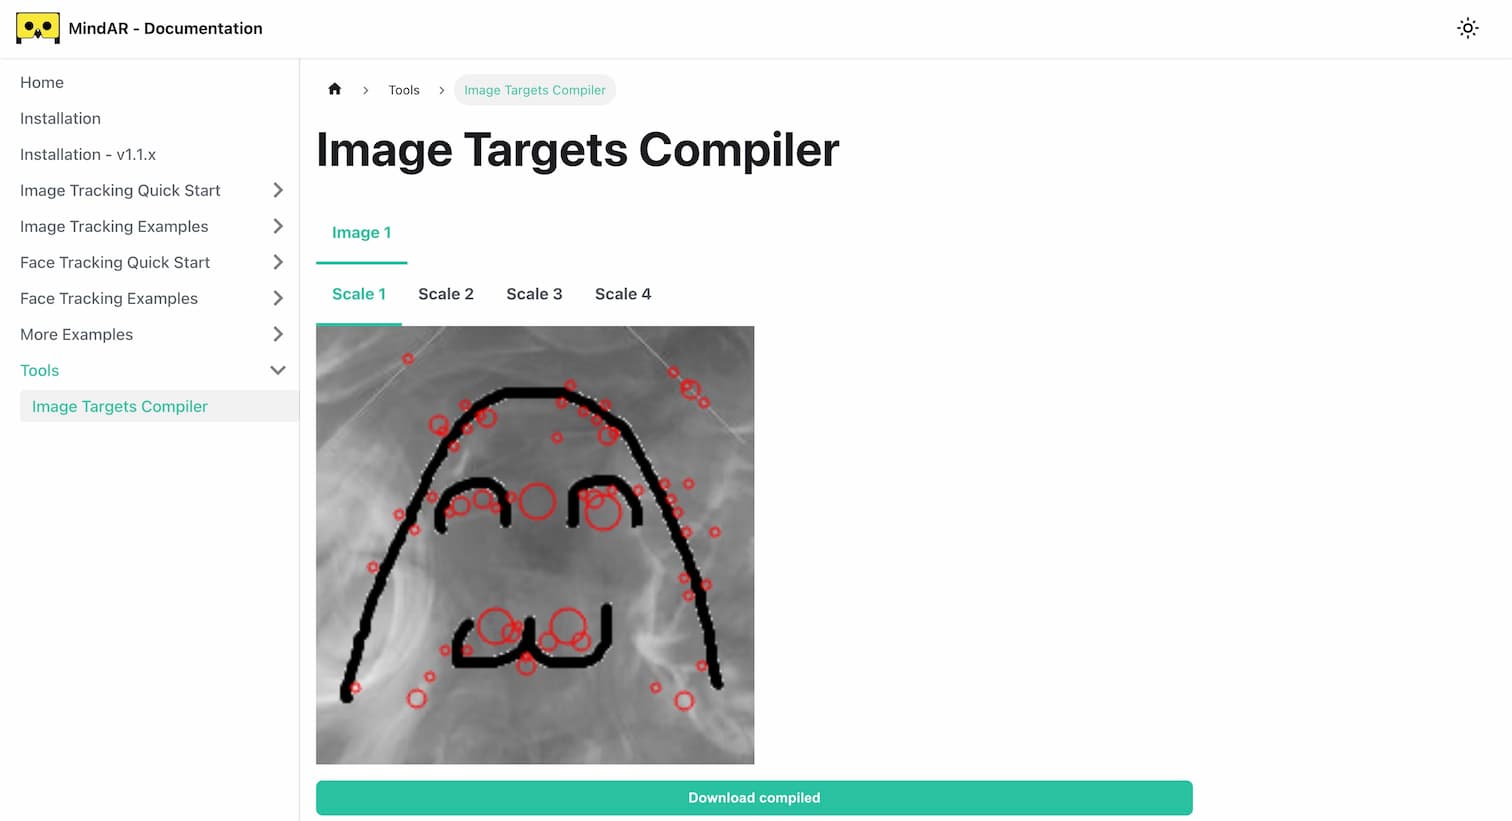 MindAR - Documentation
Home
Installation
Installation - v1.1.x
Image Tracking Quick Start
Image Tracking Examples
Face Tracking Quick Start
Face Tracking Examples
More Examples
Tools
Image Targets Compiler
Tools
Image Targets Compiler
Image Targets Compiler
Image 1
Scale 1 Scale 2 Scale 3 Scale 4
Download compiled